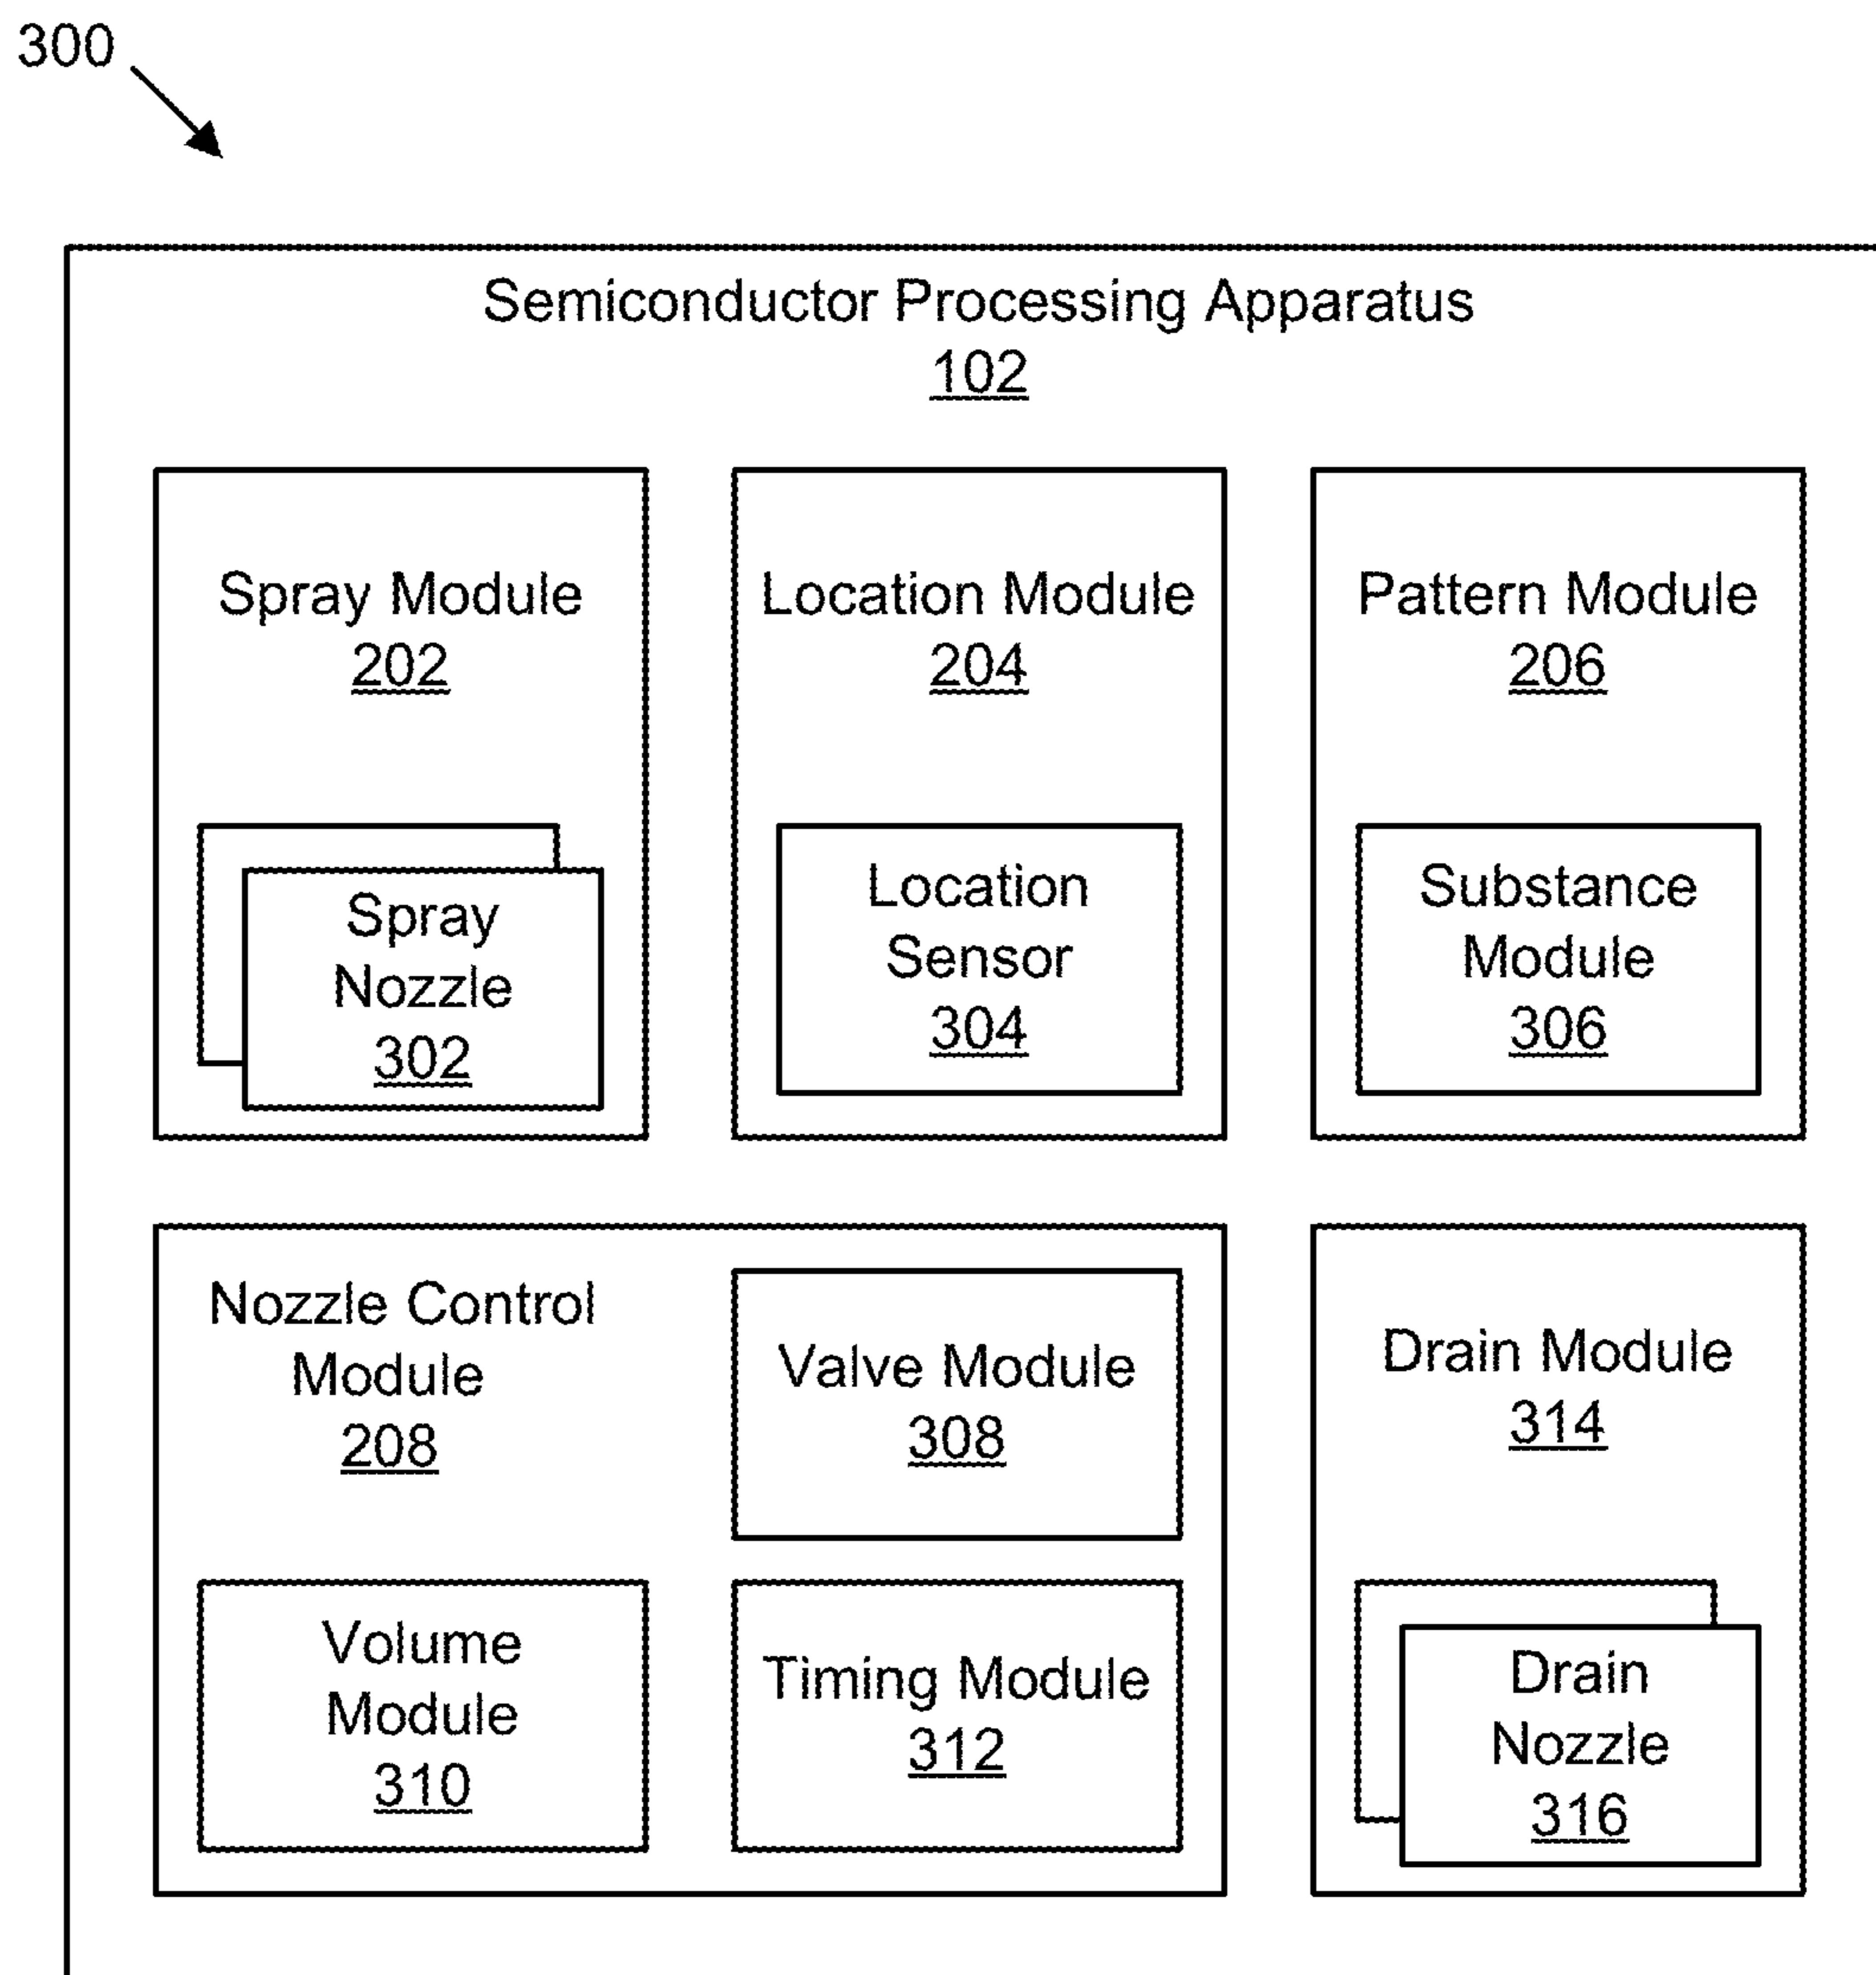 300
Semiconductor Processing Apparatus
102
Spray Module
202
Spray
Nozzle
302
Location Module
204
Location
Sensor
304
Pattern Module
206
Substance
Module
306
Nozzle Control
Module
208
Valve Module
308
Volume
Module
310
Timing Module
312
Drain Module
314
Drain
Nozzle
316